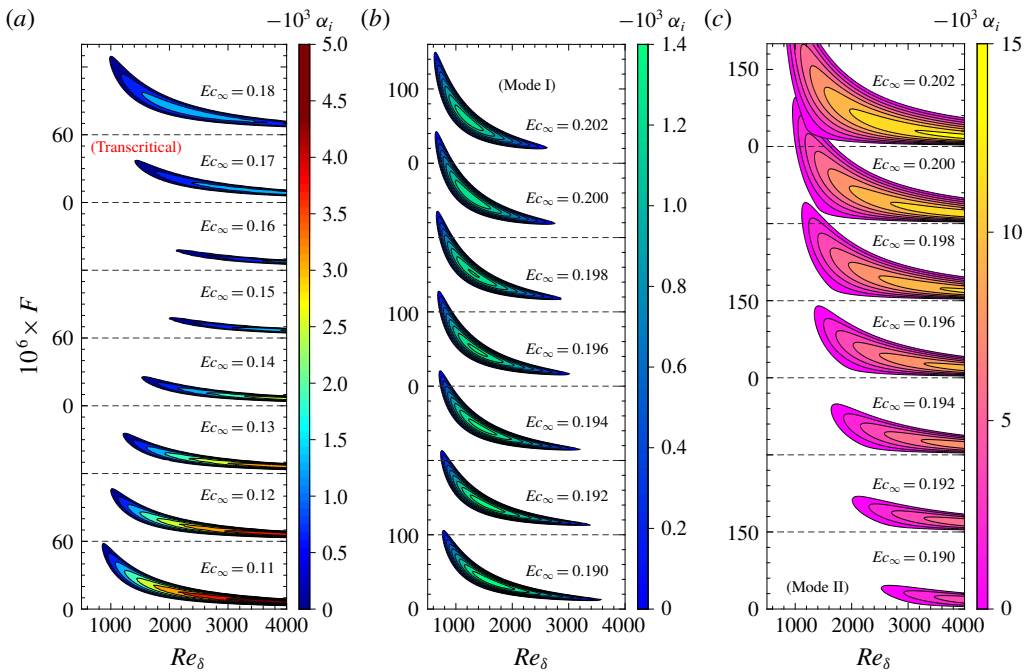 (a)
−10³ αᵢ
(b)
−10³ αᵢ
(c)
−10³ αᵢ
10⁶ × F
Ec∞ = 0.18
60
(Transcritical)
Ec∞ = 0.17
0
Ec∞ = 0.16
Ec∞ = 0.15
60
Ec∞ = 0.14
0
Ec∞ = 0.13
Ec∞ = 0.12
60
Ec∞ = 0.11
0
1000 2000 3000 4000
Reδ
5.0
4.5
4.0
3.5
3.0
2.5
2.0
1.5
1.0
0.5
0
100
(Mode I)
Ec∞ = 0.202
0
Ec∞ = 0.200
Ec∞ = 0.198
100
Ec∞ = 0.196
0
Ec∞ = 0.194
Ec∞ = 0.192
100
Ec∞ = 0.190
0
1000 2000 3000 4000
Reδ
1.4
1.2
1.0
0.8
0.6
0.4
0.2
0
150
Ec∞ = 0.202
0
Ec∞ = 0.200
Ec∞ = 0.198
150
Ec∞ = 0.196
0
Ec∞ = 0.194
Ec∞ = 0.192
150
Ec∞ = 0.190
(Mode II)
0
1000 2000 3000 4000
Reδ
15
10
5
0